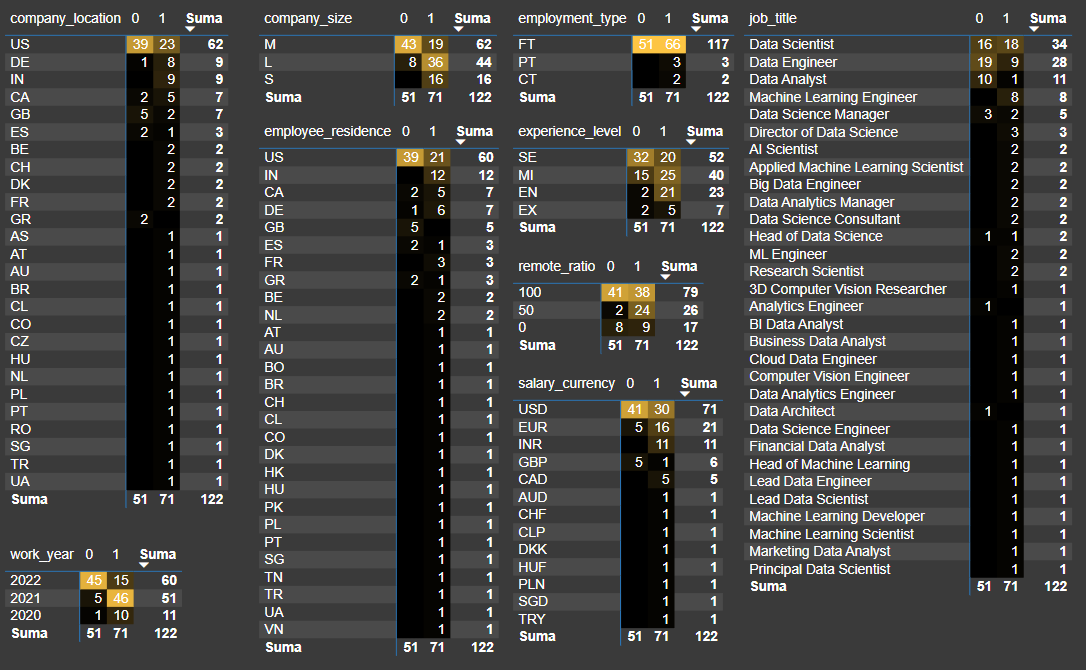 company_location 0 1 Suma
US 39 23 62
DE 1 8 9
IN 9 9
CA 2 5 7
GB 5 2 7
ES 2 1 3
BE 2 2
CH 2 2
DK 2 2
FR 2 2
GR 2 2
AS 1 1
AT 1 1
AU 1 1
BR 1 1
CL 1 1
CO 1 1
CZ 1 1
HU 1 1
NL 1 1
PL 1 1
PT 1 1
RO 1 1
SG 1 1
TR 1 1
UA 1 1
Suma 51 71 122
work_year 0 1 Suma
2022 45 15 60
2021 5 46 51
2020 1 10 11
Suma 51 71 122
company_size 0 1 Suma
M 43 19 62
L 8 36 44
S 16 16
Suma 51 71 122
employee_residence 0 1 Suma
US 39 21 60
IN 12 12
CA 2 5 7
DE 1 6 7
GB 5 5
ES 2 1 3
FR 3 3
GR 2 1 3
BE 2 2
NL 2 2
AT 1 1
AU 1 1
BO 1 1
BR 1 1
CH 1 1
CL 1 1
CO 1 1
DK 1 1
HK 1 1
HU 1 1
PK 1 1
PL 1 1
PT 1 1
SG 1 1
TN 1 1
TR 1 1
UA 1 1
VN 1 1
Suma 51 71 122
employment_type 0 1 Suma
FT 51 66 117
PT 3 3
CT 2 2
Suma 51 71 122
experience_level 0 1 Suma
SE 32 20 52
MI 15 25 40
EN 2 21 23
EX 2 5 7
Suma 51 71 122
remote_ratio 0 1 Suma
100 41 38 79
50 2 24 26
0 8 9 17
Suma 51 71 122
salary_currency 0 1 Suma
USD 41 30 71
EUR 5 16 21
INR 11 11
GBP 5 1 6
CAD 5 5
AUD 1 1
CHF 1 1
CLP 1 1
DKK 1 1
HUF 1 1
PLN 1 1
SGD 1 1
TRY 1 1
Suma 51 71 122
job_title 0 1 Suma
Data Scientist 16 18 34
Data Engineer 19 9 28
Data Analyst 10 1 11
Machine Learning Engineer 8 8
Data Science Manager 3 2 5
Director of Data Science 3 3
AI Scientist 2 2
Applied Machine Learning Scientist 2 2
Big Data Engineer 2 2
Data Analytics Manager 2 2
Data Science Consultant 2 2
Head of Data Science 1 1 2
ML Engineer 2 2
Research Scientist 2 2
3D Computer Vision Researcher 1 1
Analytics Engineer 1 1
BI Data Analyst 1 1
Business Data Analyst 1 1
Cloud Data Engineer 1 1
Computer Vision Engineer 1 1
Data Analytics Engineer 1 1
Data Architect 1 1
Data Science Engineer 1 1
Financial Data Analyst 1 1
Head of Machine Learning 1 1
Lead Data Engineer 1 1
Lead Data Scientist 1 1
Machine Learning Developer 1 1
Machine Learning Scientist 1 1
Marketing Data Analyst 1 1
Principal Data Scientist 1 1
Suma 51 71 122